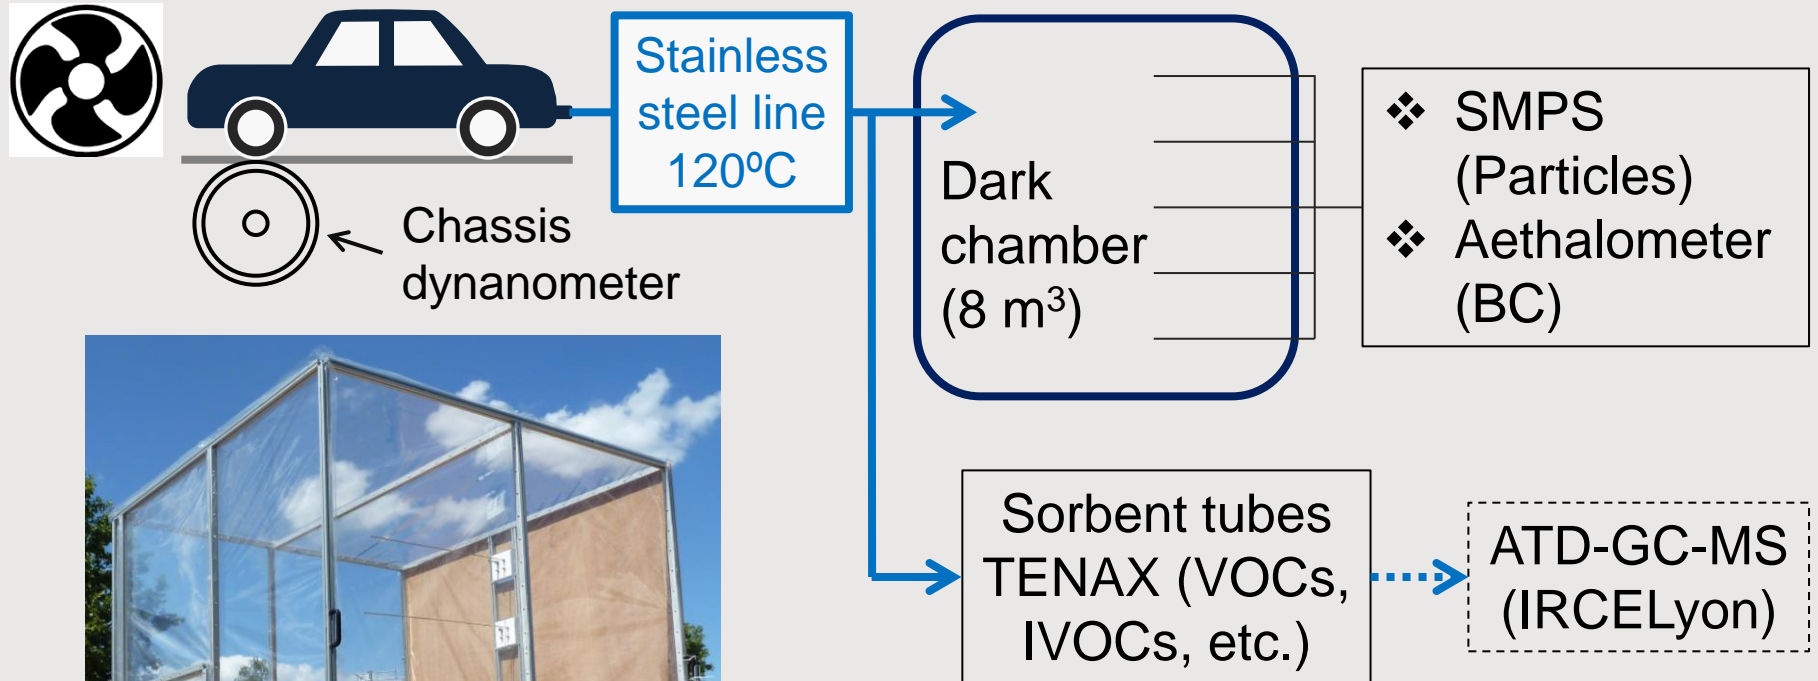 Stainless
steel line
120ºC
Chassis
dynanometer
Dark
chamber
(8 m³)
❖ SMPS
(Particles)
❖ Aethalometer
(BC)
Sorbent tubes
TENAX (VOCs,
IVOCs, etc.)
ATD-GC-MS
(IRCELyon)